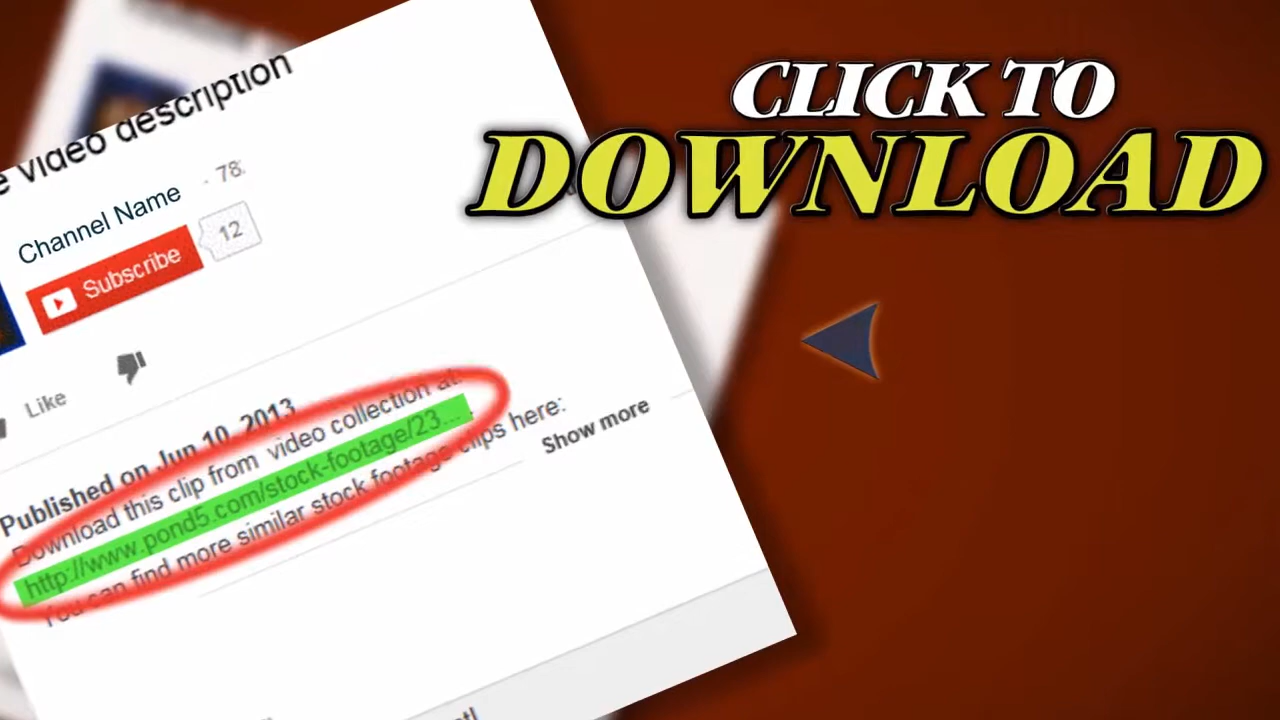 CLICK TO
DOWNLOAD
video description
Channel Name
Subscribe
12
Like
Published on Jun 10, 2013
Download this clip from video collection at:
http://www.pond5.com/stock-footage/23...
You can find more similar stock footage clips here:
Show more